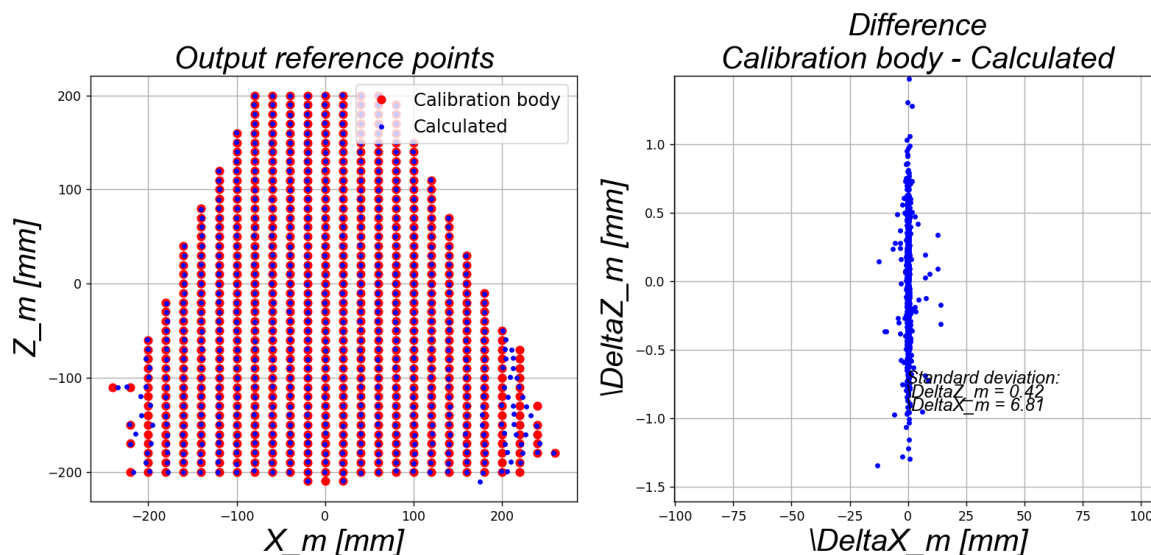 Output reference points
Calibration body
Calculated
200
100
0
−100
−200
−200
−100
0
100
200
Z_m [mm]
X_m [mm]
Difference
Calibration body - Calculated
1.0
0.5
0.0
−0.5
−1.0
−1.5
−100
−75
−50
−25
0
25
50
75
100
\DeltaZ_m [mm]
\DeltaX_m [mm]
Standard deviation:
DeltaZ_m = 0.42
DeltaX_m = 6.81